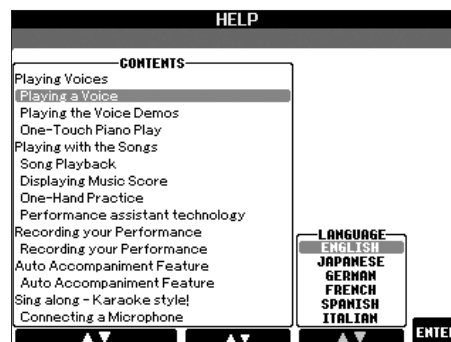 HELP
CONTENTS
Playing Voices
Playing a Voice
Playing the Voice Demos
One-Touch Piano Play
Playing with the Songs
Song Playback
Displaying Music Score
One-Hand Practice
Performance assistant technology
Recording your Performance
Recording your Performance
Auto Accompaniment Feature
Auto Accompaniment Feature
Sing along - Karaoke style!
Connecting a Microphone
LANGUAGE
ENGLISH
JAPANESE
GERMAN
FRENCH
SPANISH
ITALIAN
ENTER